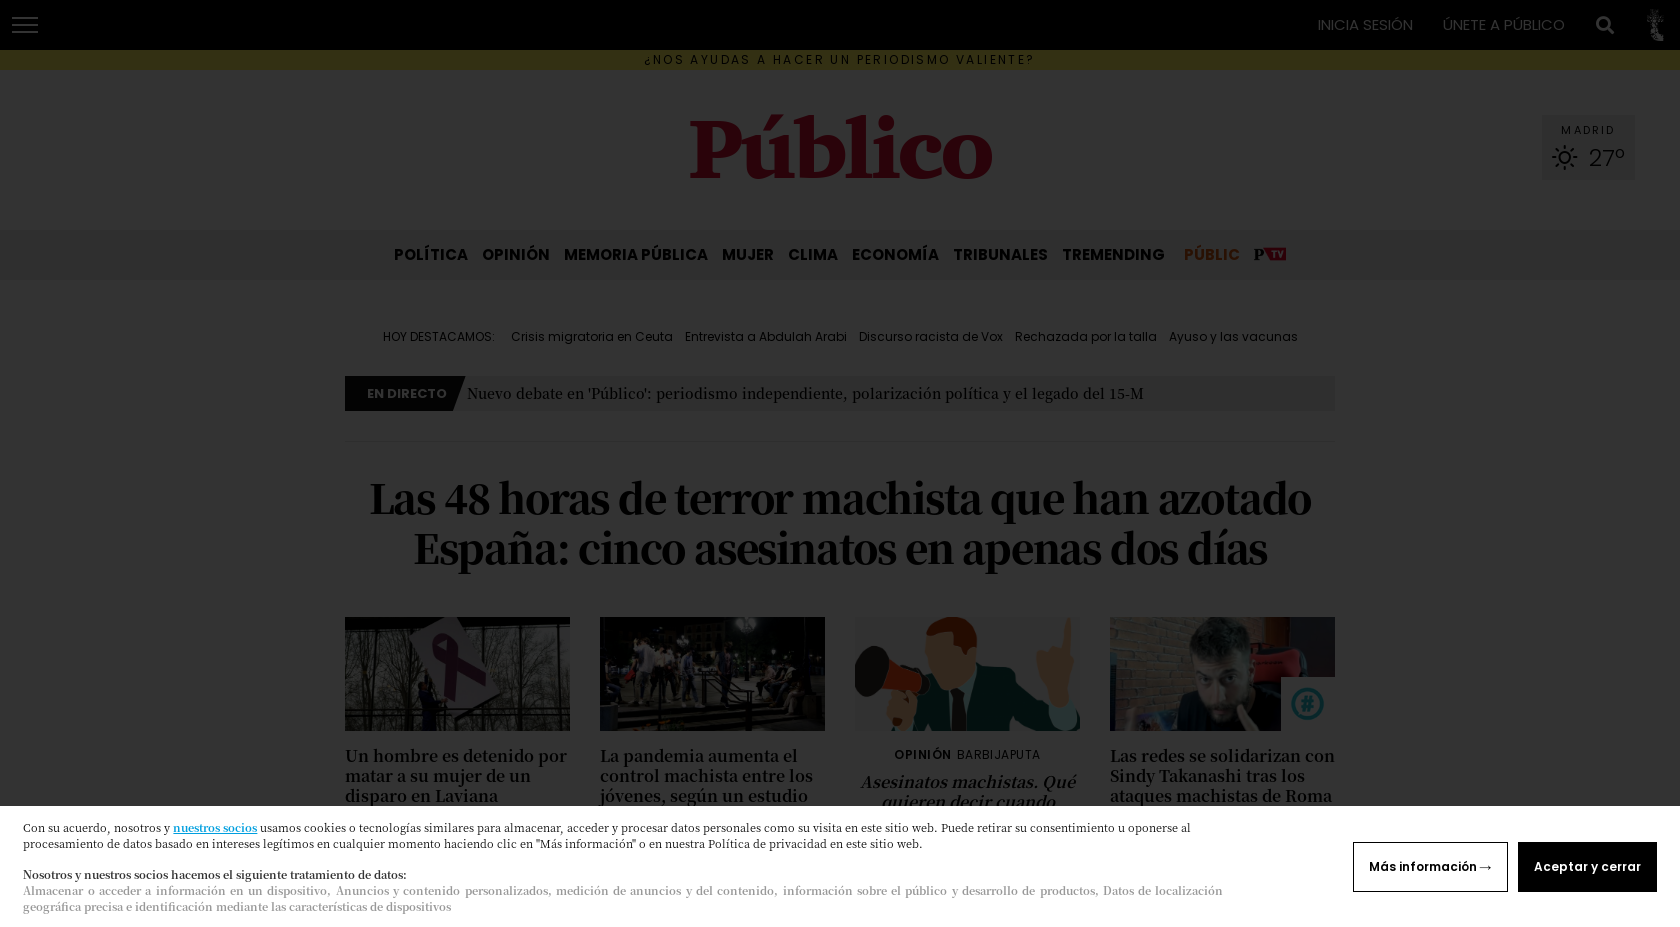 INICIA SESIÓN ÚNETE A PÚBLICO
¿NOS AYUDAS A HACER UN PERIODISMO VALIENTE?
Público
MADRID
27º
POLÍTICA OPINIÓN MEMORIA PÚBLICA MUJER CLIMA ECONOMÍA TRIBUNALES TREMENDING PÚBLIC P TV
HOY DESTACAMOS: Crisis migratoria en Ceuta Entrevista a Abdulah Arabi Discurso racista de Vox Rechazada por la talla Ayuso y las vacunas
EN DIRECTO Nuevo debate en 'Público': periodismo independiente, polarización política y el legado del 15-M
Las 48 horas de terror machista que han azotado
España: cinco asesinatos en apenas dos días
Un hombre es detenido por
matar a su mujer de un
disparo en Laviana
La pandemia aumenta el
control machista entre los
jóvenes, según un estudio
OPINIÓN BARBIJAPUTA
Asesinatos machistas. Qué
quieren decir cuando
#
Las redes se solidarizan con
Sindy Takanashi tras los
ataques machistas de Roma
Con su acuerdo, nosotros y nuestros socios usamos cookies o tecnologías similares para almacenar, acceder y procesar datos personales como su visita en este sitio web. Puede retirar su consentimiento u oponerse al
procesamiento de datos basado en intereses legítimos en cualquier momento haciendo clic en "Más información" o en nuestra Política de privacidad en este sitio web.
Nosotros y nuestros socios hacemos el siguiente tratamiento de datos:
Almacenar o acceder a información en un dispositivo, Anuncios y contenido personalizados, medición de anuncios y del contenido, información sobre el público y desarrollo de productos, Datos de localización
geográfica precisa e identificación mediante las características de dispositivos
Más información →
Aceptar y cerrar